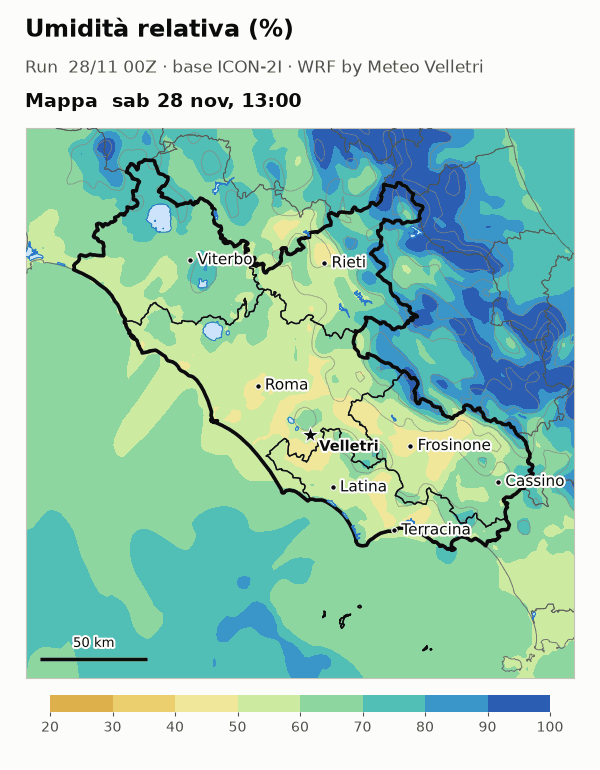 Umidità relativa (%)
Run  28/11 00Z · base ICON-2I · WRF by Meteo Velletri
Mappa  sab 28 nov, 13:00
Viterbo
Rieti
Roma
Velletri
Frosinone
Cassino
Latina
Terracina
50 km
20 30 40 50 60 70 80 90 100